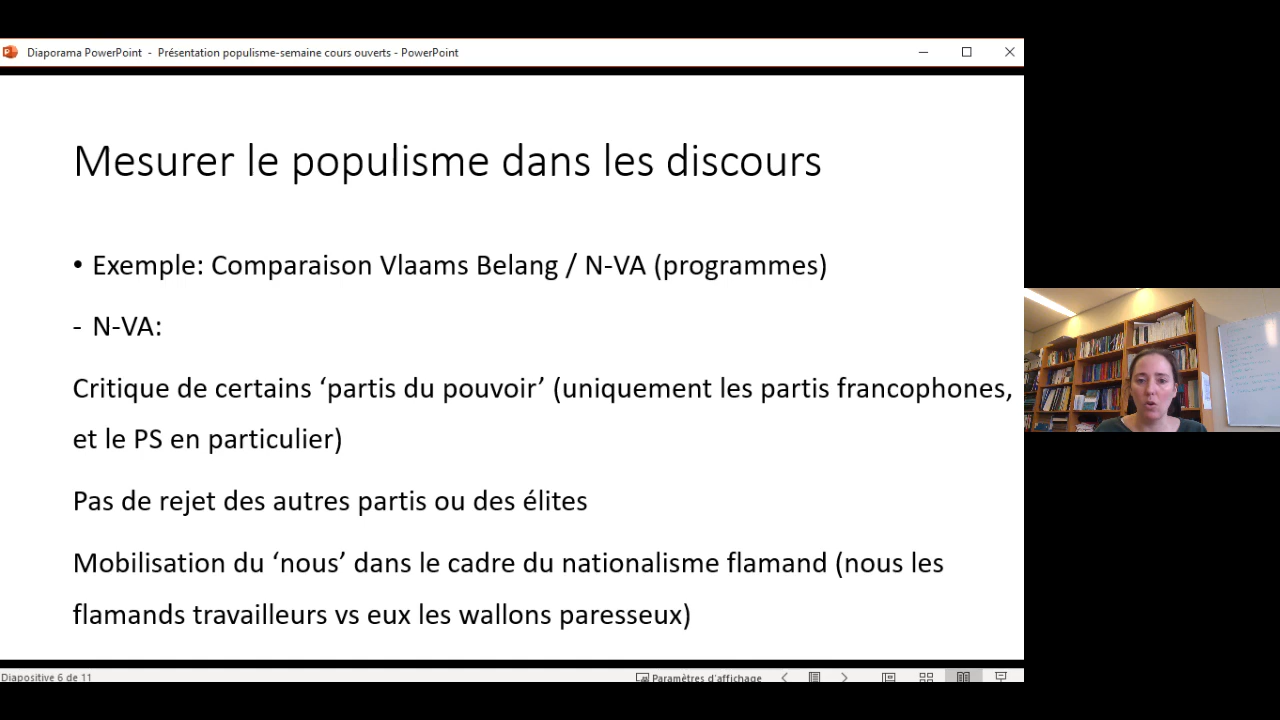 Diaporama PowerPoint - Présentation populisme-semaine cours ouverts - PowerPoint
Mesurer le populisme dans les discours
• Exemple: Comparaison Vlaams Belang / N-VA (programmes)
- N-VA:
Critique de certains ‘partis du pouvoir’ (uniquement les partis francophones,
et le PS en particulier)
Pas de rejet des autres partis ou des élites
Mobilisation du ‘nous’ dans le cadre du nationalisme flamand (nous les
flamands travailleurs vs eux les wallons paresseux)
Diapositive 6 de 11
Paramètres d'affichage